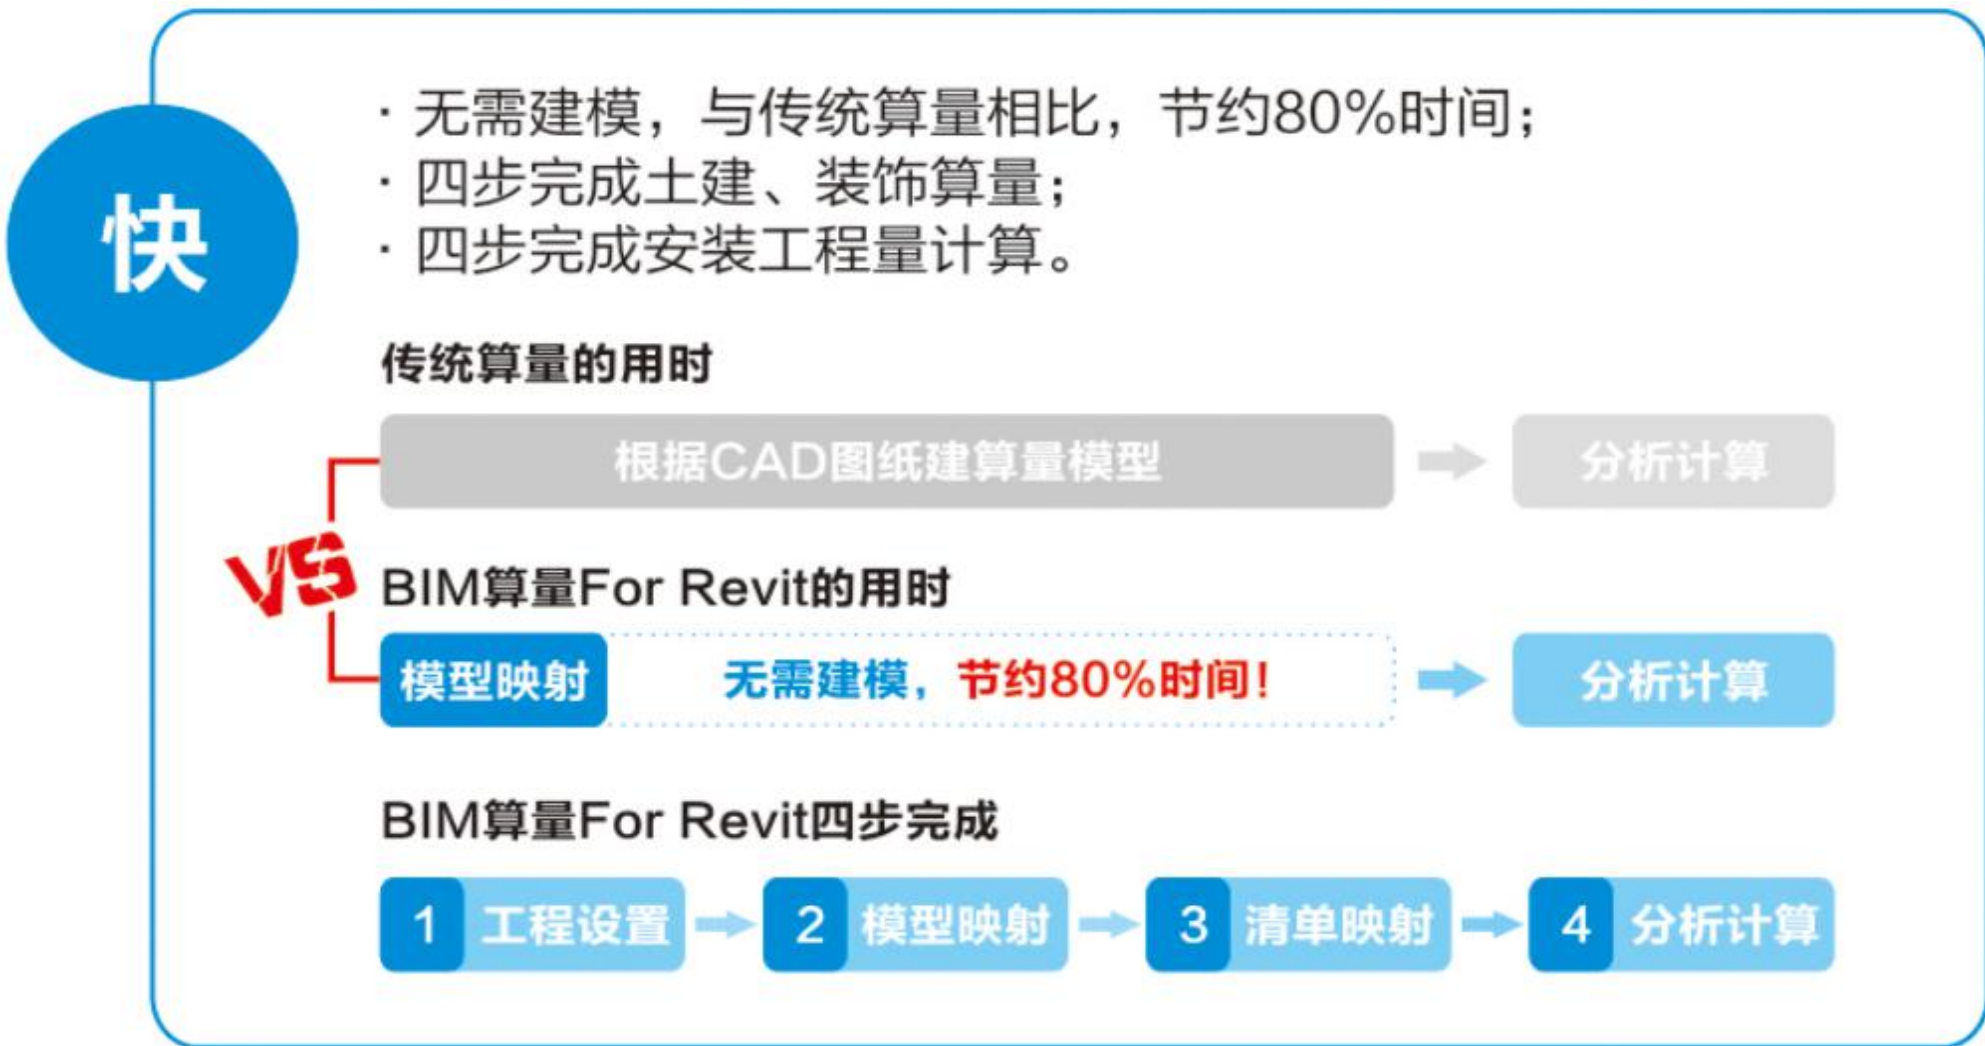 快
· 无需建模，与传统算量相比，节约80%时间；
· 四步完成土建、装饰算量；
· 四步完成安装工程量计算。
传统算量的用时
根据CAD图纸建算量模型
分析计算
VS
BIM算量For Revit的用时
模型映射
无需建模，节约80%时间！
分析计算
BIM算量For Revit四步完成
1 工程设置
2 模型映射
3 清单映射
4 分析计算